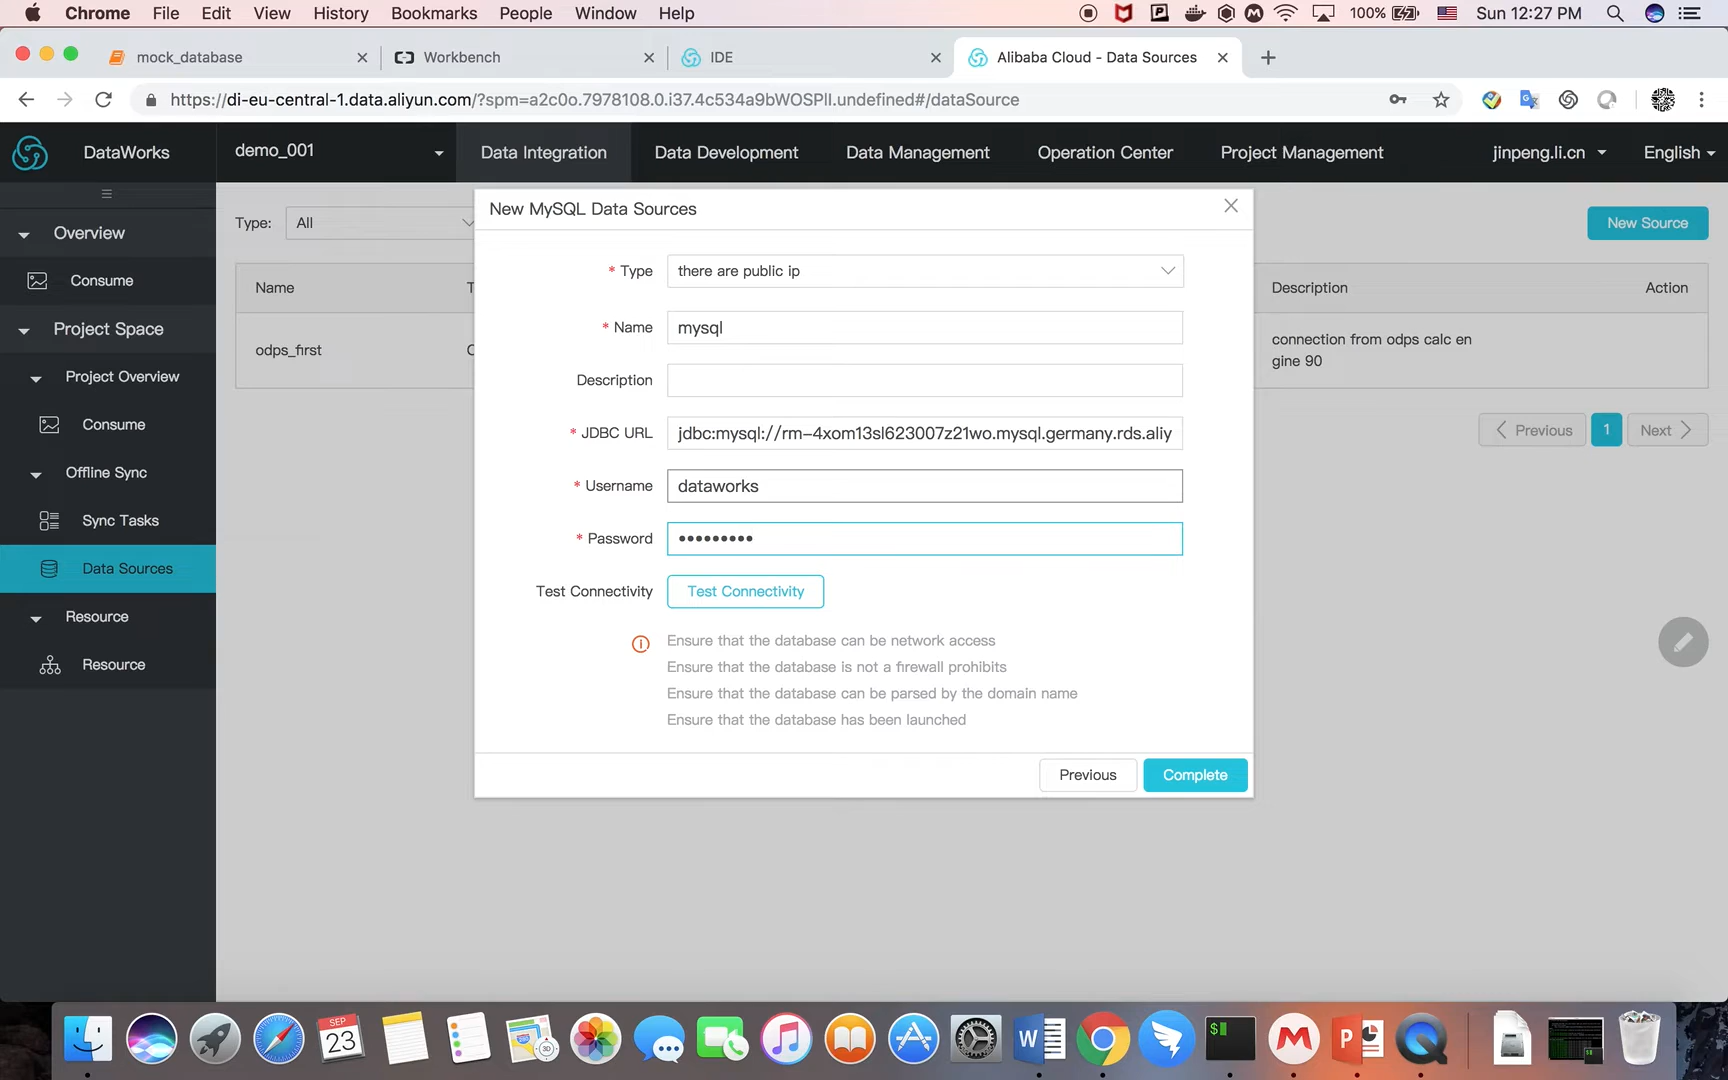 Chrome File Edit View History Bookmarks People Window Help
100% Sun 12:27 PM
mock_database
Workbench
IDE
Alibaba Cloud - Data Sources
https://di-eu-central-1.data.aliyun.com/?spm=a2c0o.7978108.0.i37.4c534a9bWOSPlI.undefined#/dataSource
DataWorks
demo_001
Data Integration
Data Development
Data Management
Operation Center
Project Management
jinpeng.li.cn
English
Overview
Consume
Project Space
Project Overview
Consume
Offline Sync
Sync Tasks
Data Sources
Resource
Resource
Type: All
New Source
Name
Description
Action
odps_first
connection from odps calc en
gine 90
Previous 1 Next
New MySQL Data Sources
* Type there are public ip
* Name mysql
Description
* JDBC URL jdbc:mysql://rm-4xom13sl623007z21wo.mysql.germany.rds.aliy
* Username dataworks
* Password •••••••••
Test Connectivity Test Connectivity
Ensure that the database can be network access
Ensure that the database is not a firewall prohibits
Ensure that the database can be parsed by the domain name
Ensure that the database has been launched
Previous Complete
SEP
23